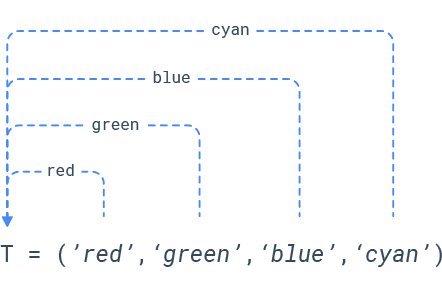 cyan
blue
green
red
T = (’red’,‘green’,‘blue’,‘cyan’)